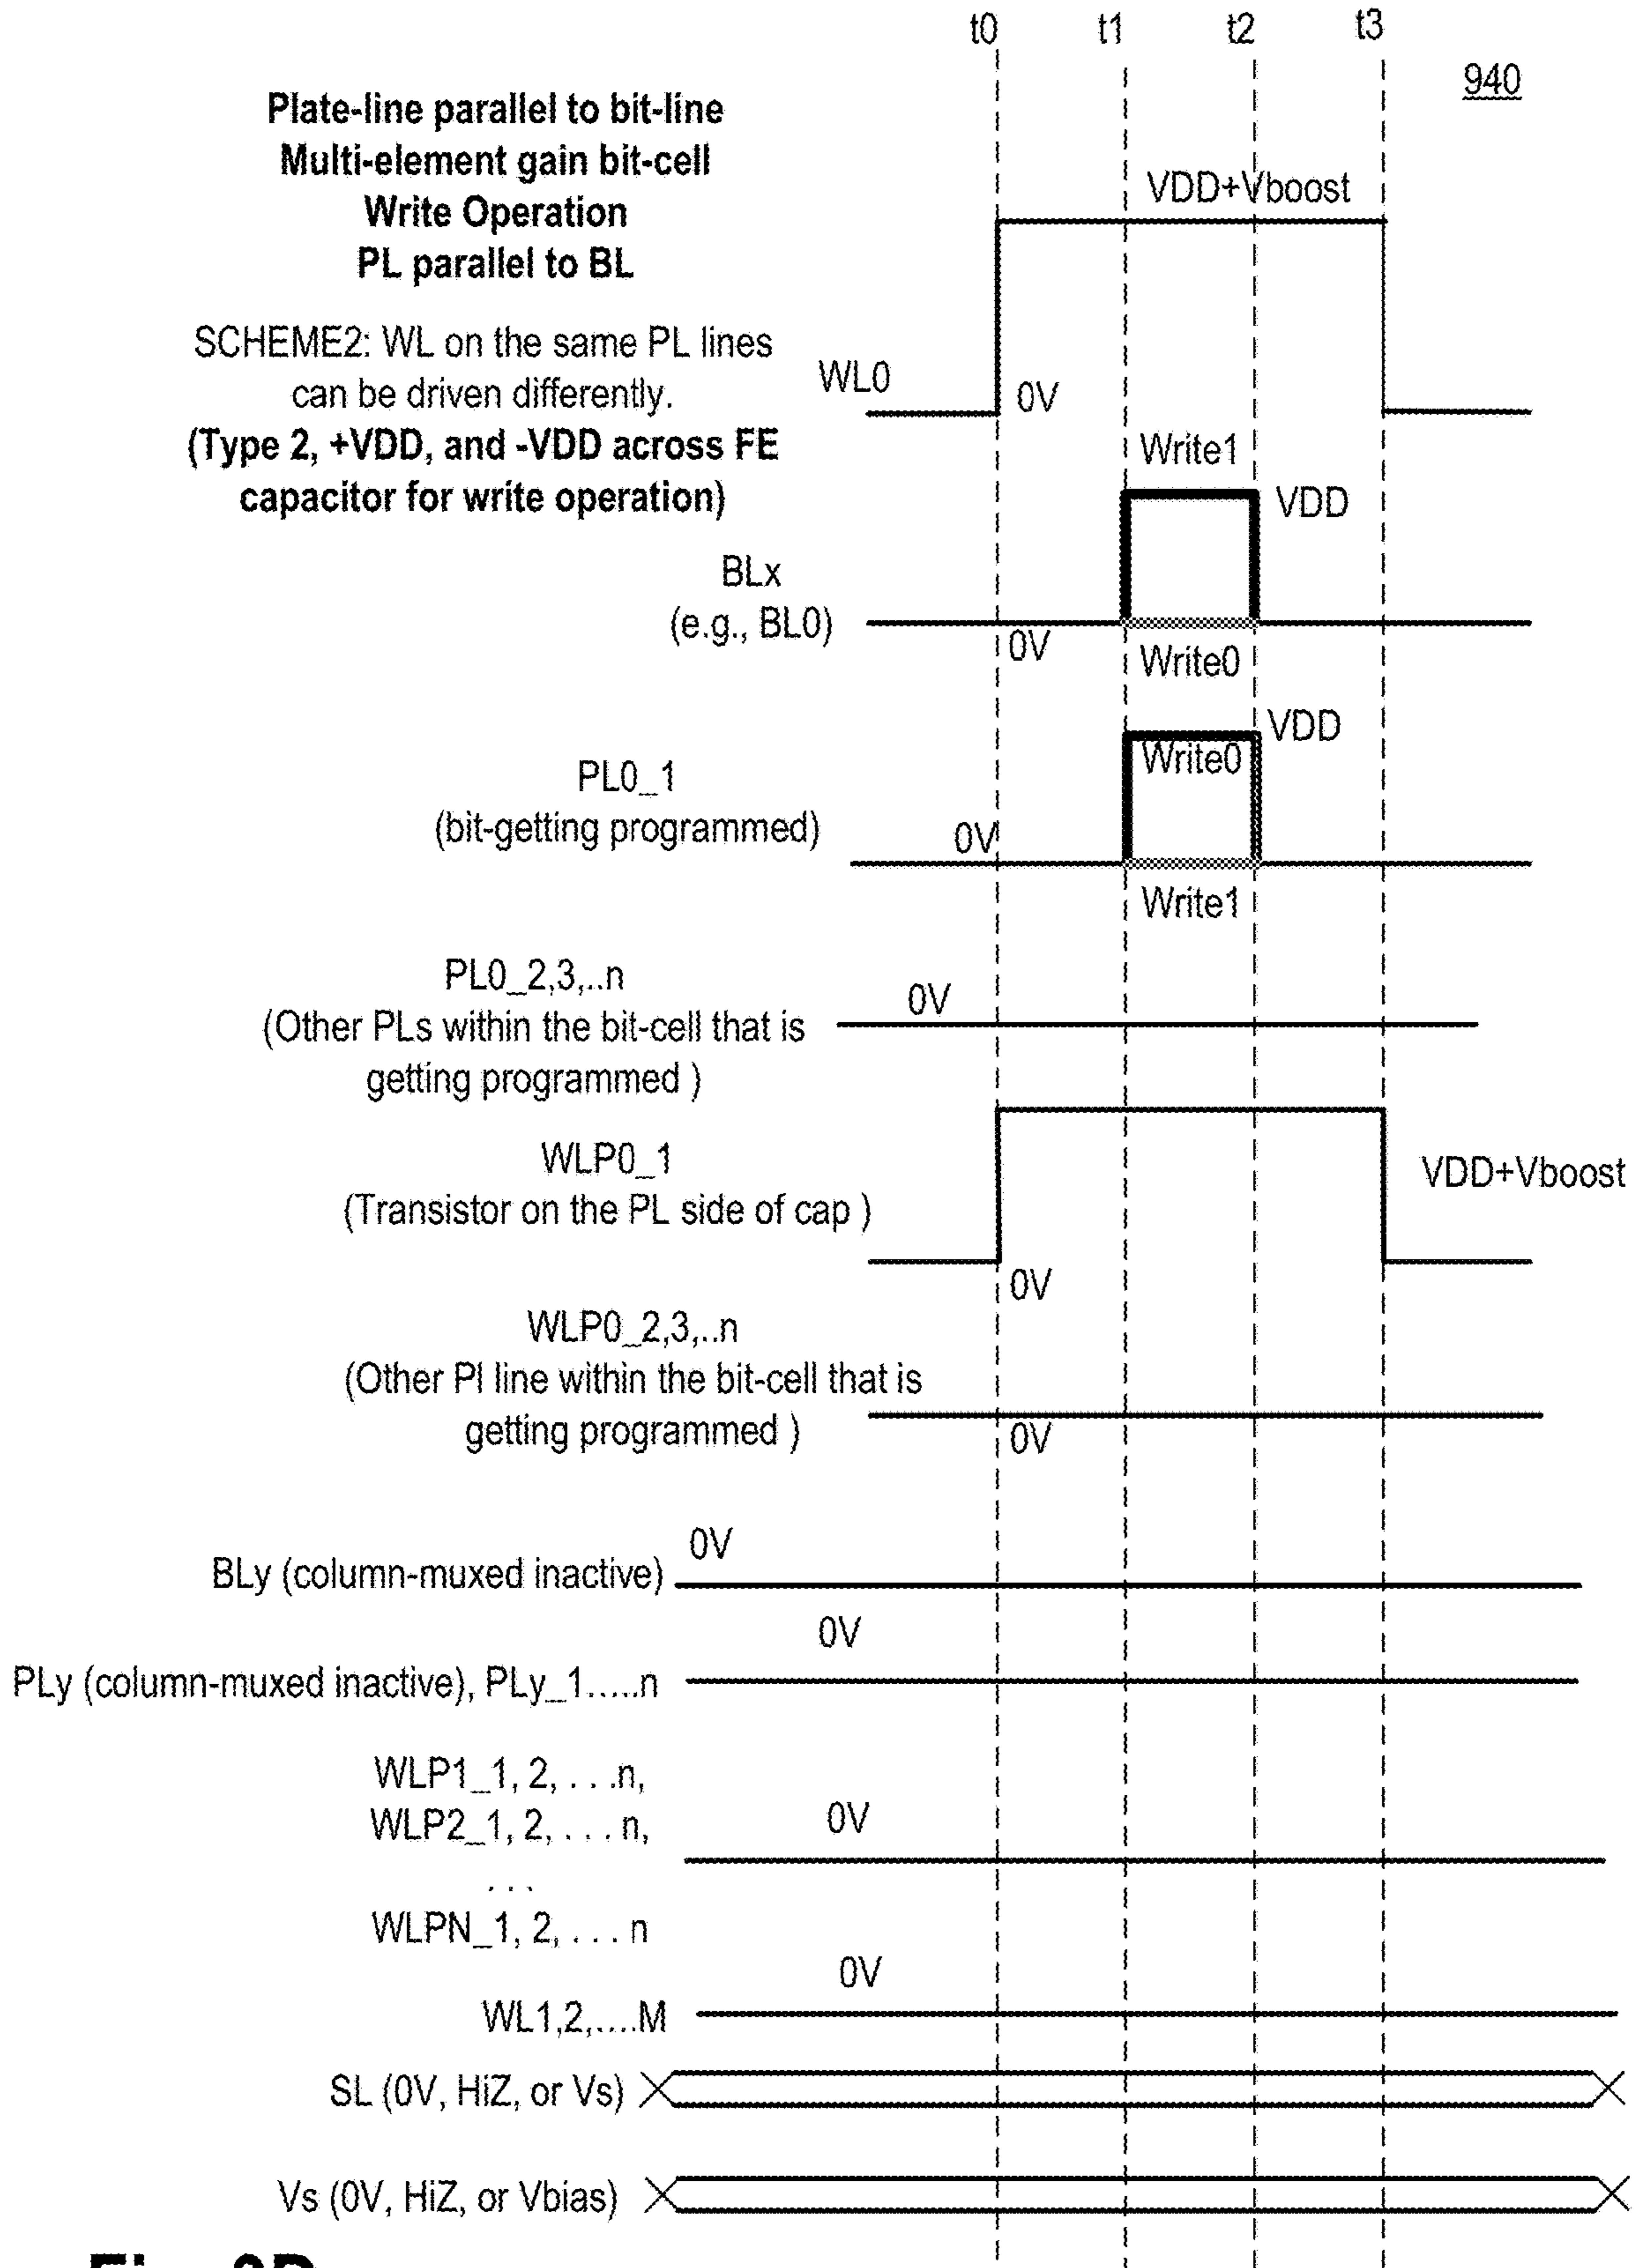 t0 t1 t2 t3
940
Plate-line parallel to bit-line
Multi-element gain bit-cell
Write Operation
PL parallel to BL
VDD+Vboost
SCHEME2: WL on the same PL lines
can be driven differently.
(Type 2, +VDD, and -VDD across FE
capacitor for write operation)
WL0
0V
Write1
VDD
BLx
(e.g., BL0)
0V
Write0
VDD
Write0
PL0_1
(bit-getting programmed)
0V
Write1
PL0_2,3,..n
(Other PLs within the bit-cell that is
getting programmed )
0V
WLP0_1
(Transistor on the PL side of cap )
VDD+Vboost
0V
WLP0_2,3,..n
(Other Pl line within the bit-cell that is
getting programmed )
0V
0V
BLy (column-muxed inactive)
0V
PLy (column-muxed inactive), PLy_1.....n
WLP1_1, 2, . . .n,
WLP2_1, 2, . . . n,
. . .
WLPN_1, 2, . . . n
0V
0V
WL1,2,....M
SL (0V, HiZ, or Vs)
Vs (0V, HiZ, or Vbias)